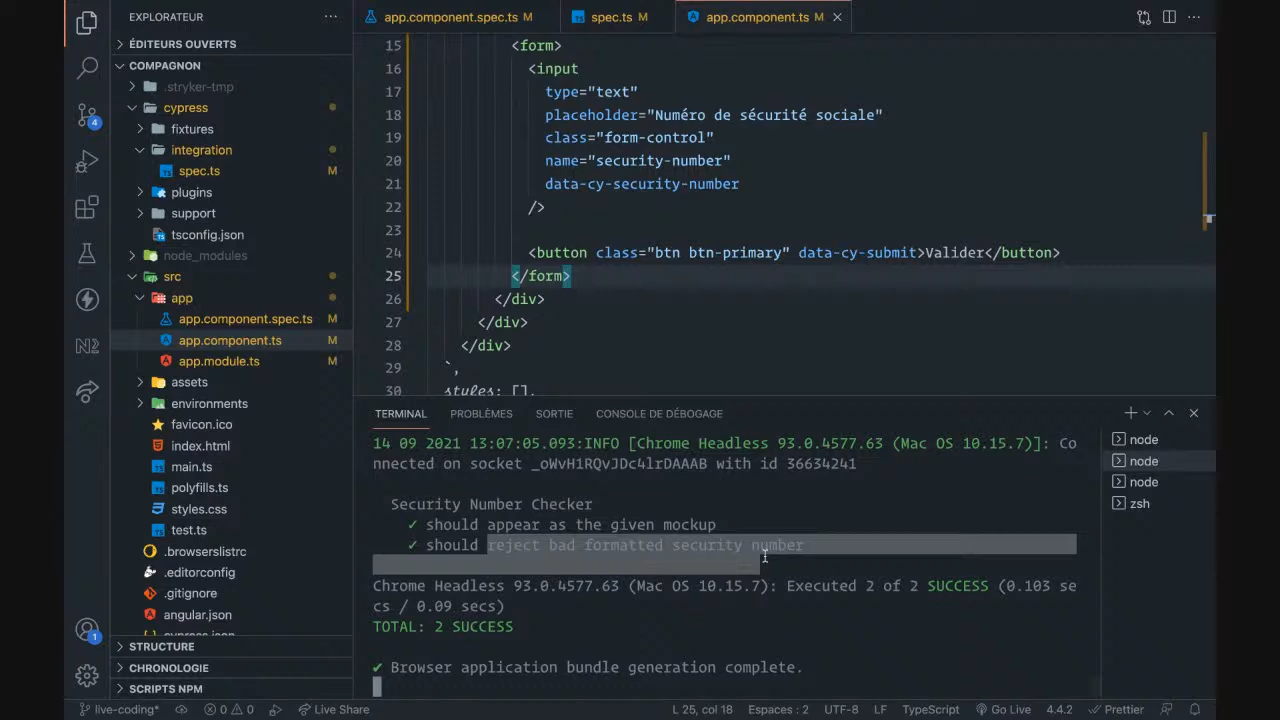 EXPLORATEUR
ÉDITEURS OUVERTS
COMPAGNON
.stryker-tmp
cypress
fixtures
integration
spec.ts M
plugins
support
tsconfig.json
node_modules
src
app
app.component.spec.ts M
app.component.ts M
app.module.ts M
assets
environments
favicon.ico
index.html
main.ts
polyfills.ts
styles.css
test.ts
.browserslistrc
.editorconfig
.gitignore
angular.json
cypress.json
STRUCTURE
CHRONOLOGIE
SCRIPTS NPM
4
N2
1
app.component.spec.ts M
spec.ts M
app.component.ts M
15 <form>
16 <input
17 type="text"
18 placeholder="Numéro de sécurité sociale"
19 class="form-control"
20 name="security-number"
21 data-cy-security-number
22 />
23
24 <button class="btn btn-primary" data-cy-submit>Valider</button>
25 </form>
26 </div>
27 </div>
28 </div>
29 `,
30 styles: [],
TERMINAL PROBLÈMES SORTIE CONSOLE DE DÉBOGAGE
14 09 2021 13:07:05.093:INFO [Chrome Headless 93.0.4577.63 (Mac OS 10.15.7)]: Co
nnected on socket _oWvH1RQvJDc4lrDAAAB with id 36634241
Security Number Checker
✓ should appear as the given mockup
✓ should reject bad formatted security number
Chrome Headless 93.0.4577.63 (Mac OS 10.15.7): Executed 2 of 2 SUCCESS (0.103 se
cs / 0.09 secs)
TOTAL: 2 SUCCESS
✔ Browser application bundle generation complete.
node
node
node
zsh
live-coding* 0 0 Live Share L 25, col 18 Espaces : 2 UTF-8 LF TypeScript Go Live 4.4.2 Prettier